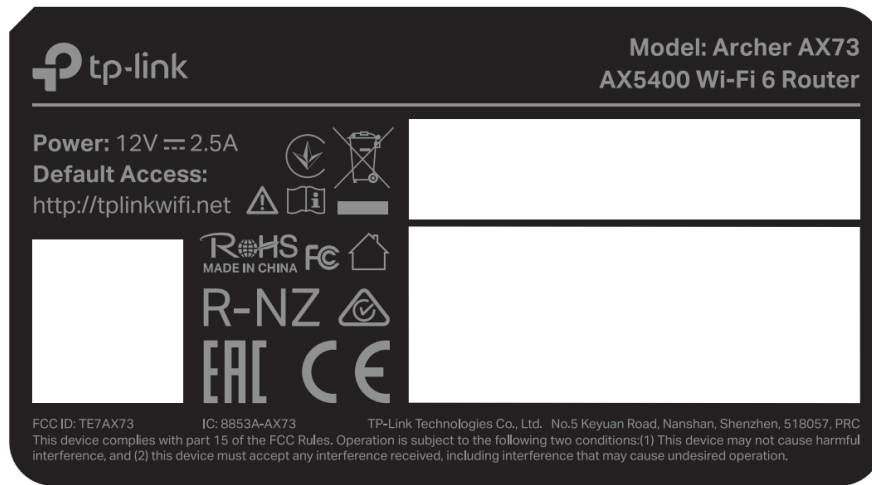 tp-link
Model: Archer AX73
AX5400 Wi-Fi 6 Router
Power: 12V ⎓ 2.5A
Default Access:
http://tplinkwifi.net
RoHS
MADE IN CHINA
FC
R-NZ
EAC CE
FCC ID: TE7AX73 IC: 8853A-AX73 TP-Link Technologies Co., Ltd. No.5 Keyuan Road, Nanshan, Shenzhen, 518057, PRC
This device complies with part 15 of the FCC Rules. Operation is subject to the following two conditions:(1) This device may not cause harmful
interference, and (2) this device must accept any interference received, including interference that may cause undesired operation.